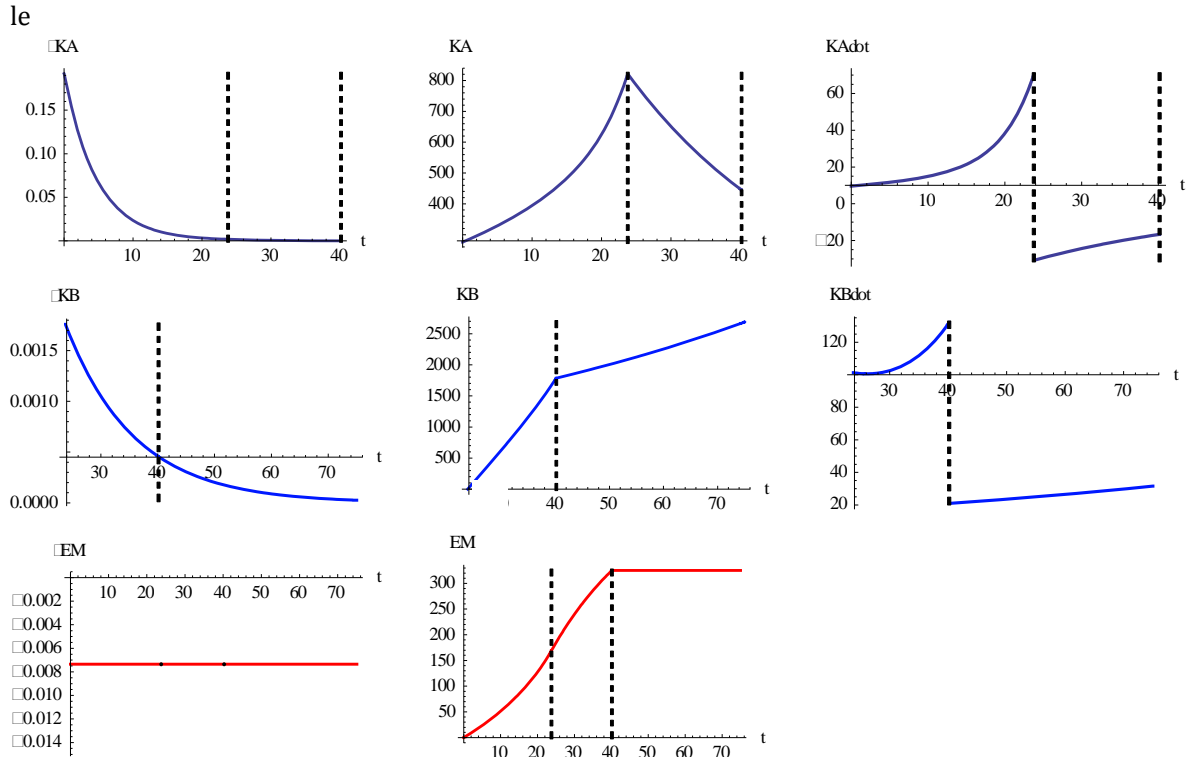 le
□KA
0.15
0.10
0.05
10 20 30 40 t
KA
800
700
600
500
400
10 20 30 40 t
KAdot
60
40
20
0
□20
10 20 30 40 t
□KB
0.0015
0.0010
0.0000
30 40 50 60 70 t
KB
2500
2000
1500
1000
500
40 50 60 70 t
KBdot
120
80
60
40
20
30 40 50 60 70 t
□EM
10 20 30 40 50 60 70 t
□0.002
□0.004
□0.006
□0.008
□0.010
□0.012
□0.014
EM
300
250
200
150
100
50
10 20 30 40 50 60 70 t